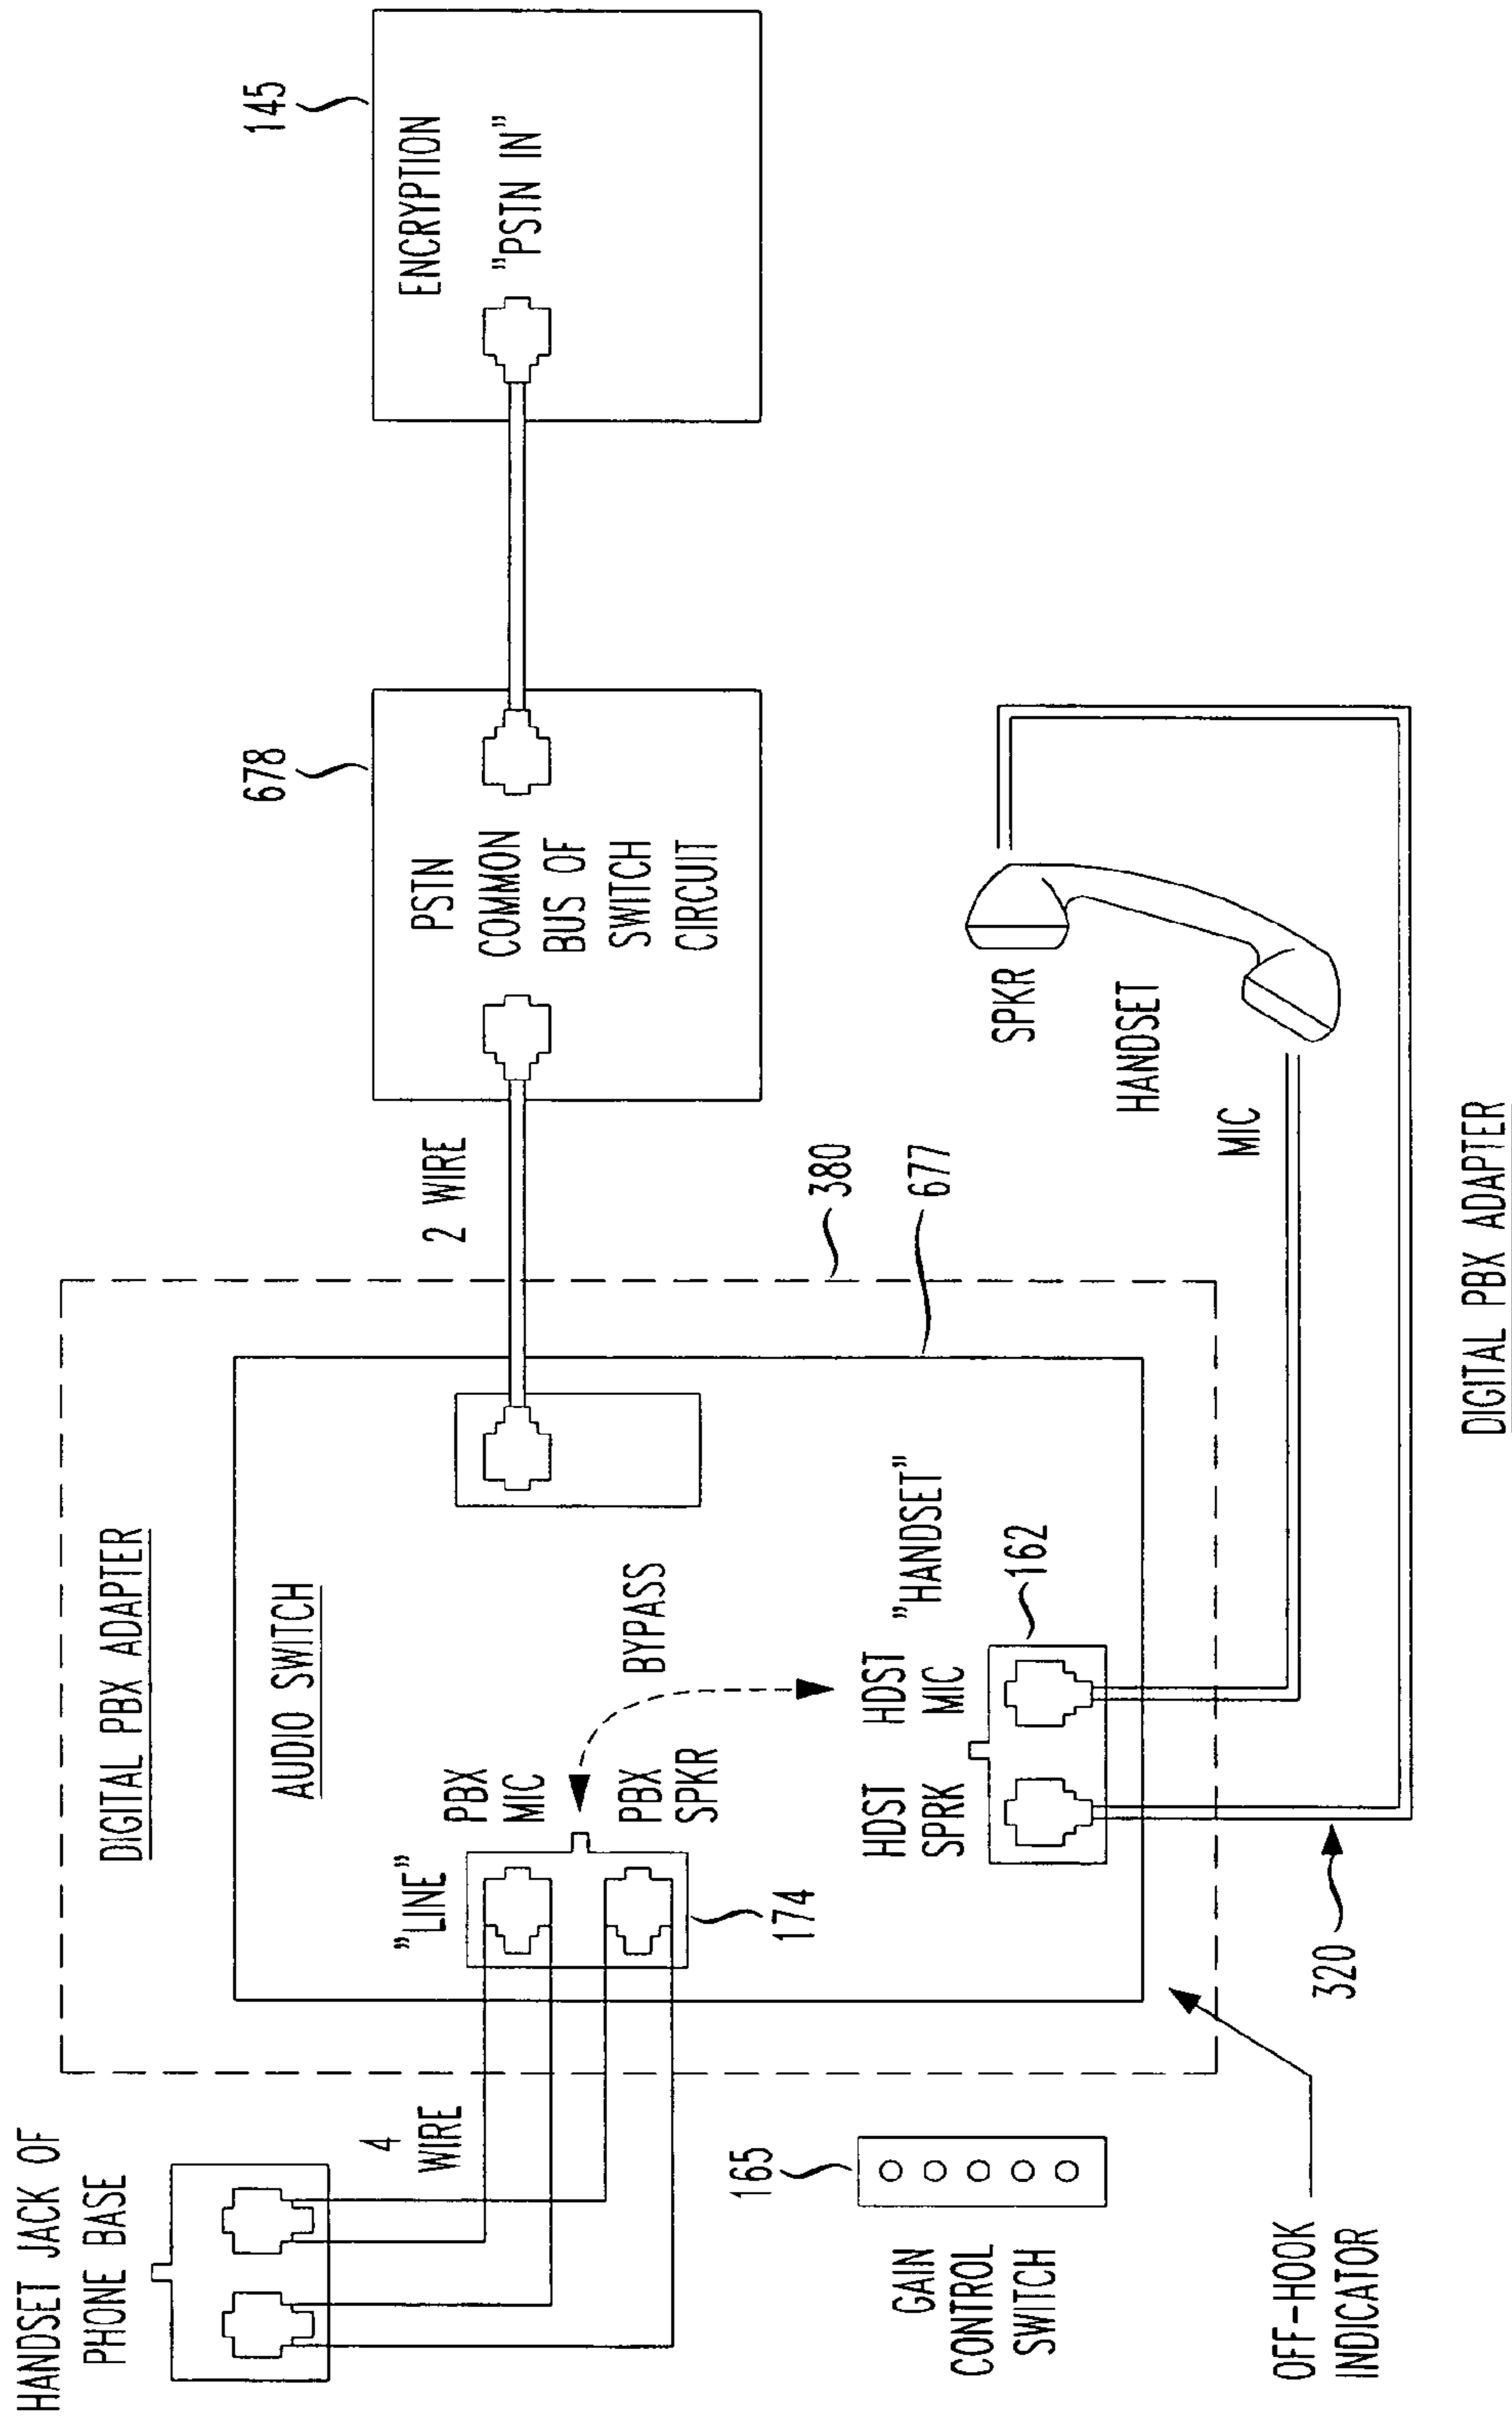 HANDSET JACK OF
PHONE BASE
4
WIRE
165
GAIN
CONTROL
SWITCH
OFF-HOOK
INDICATOR
DIGITAL PBX ADAPTER
AUDIO SWITCH
"LINE"
PBX
MIC
PBX
SPKR
174
BYPASS
HDST
SPRK
HDST
MIC
"HANDSET"
162
320
380
677
2 WIRE
678
PSTN
COMMON
BUS OF
SWITCH
CIRCUIT
145
ENCRYPTION
"PSTN IN"
SPKR
HANDSET
MIC
DIGITAL PBX ADAPTER